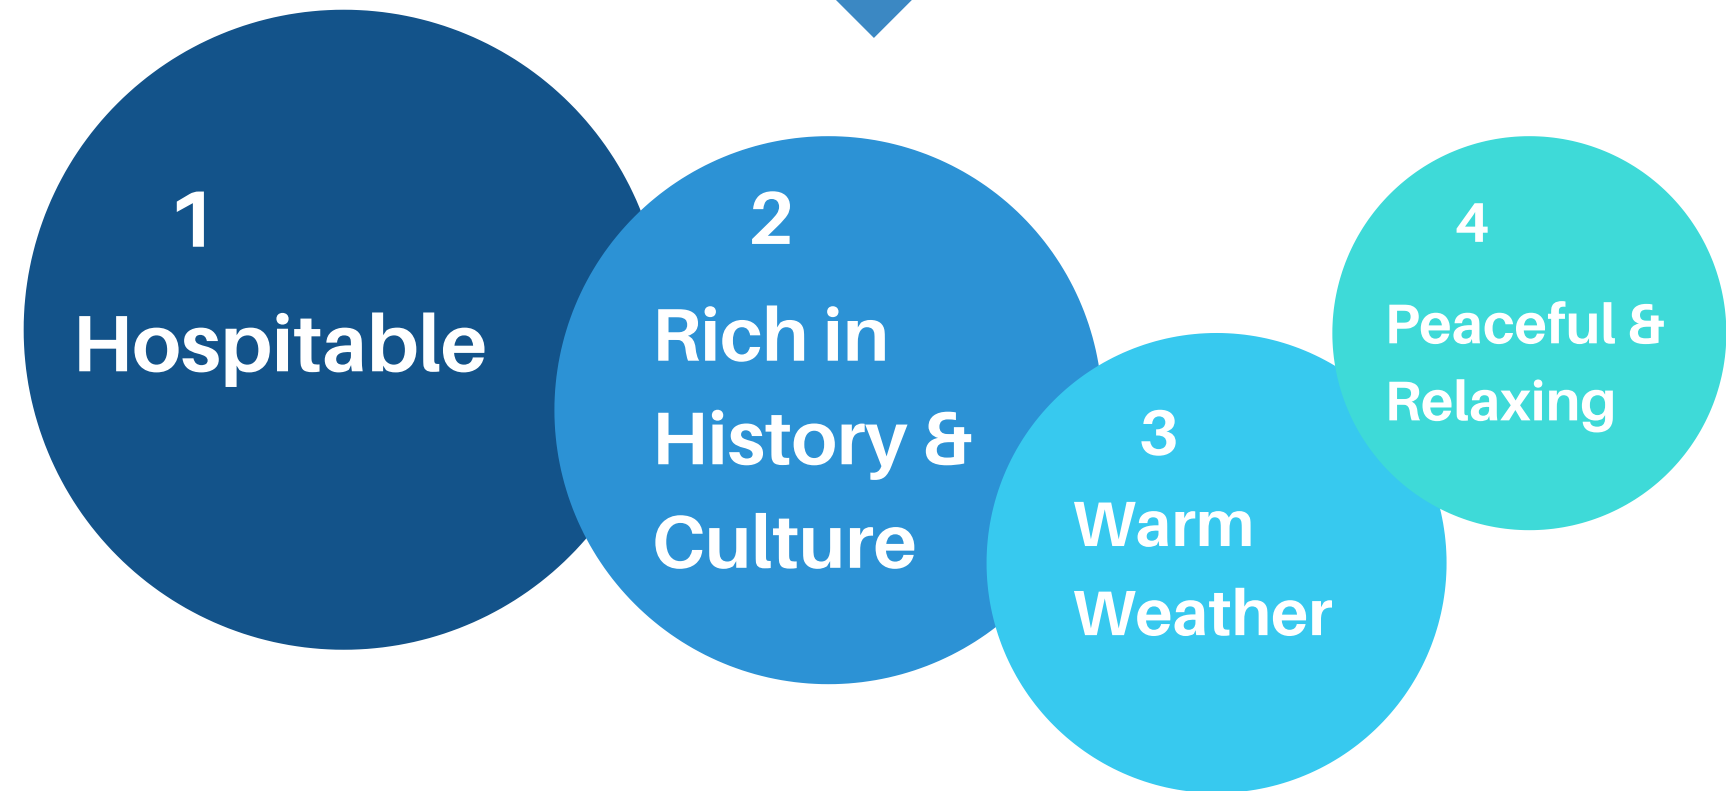 1
Hospitable
2
Rich in
History &
Culture
3
Warm
Weather
4
Peaceful &
Relaxing